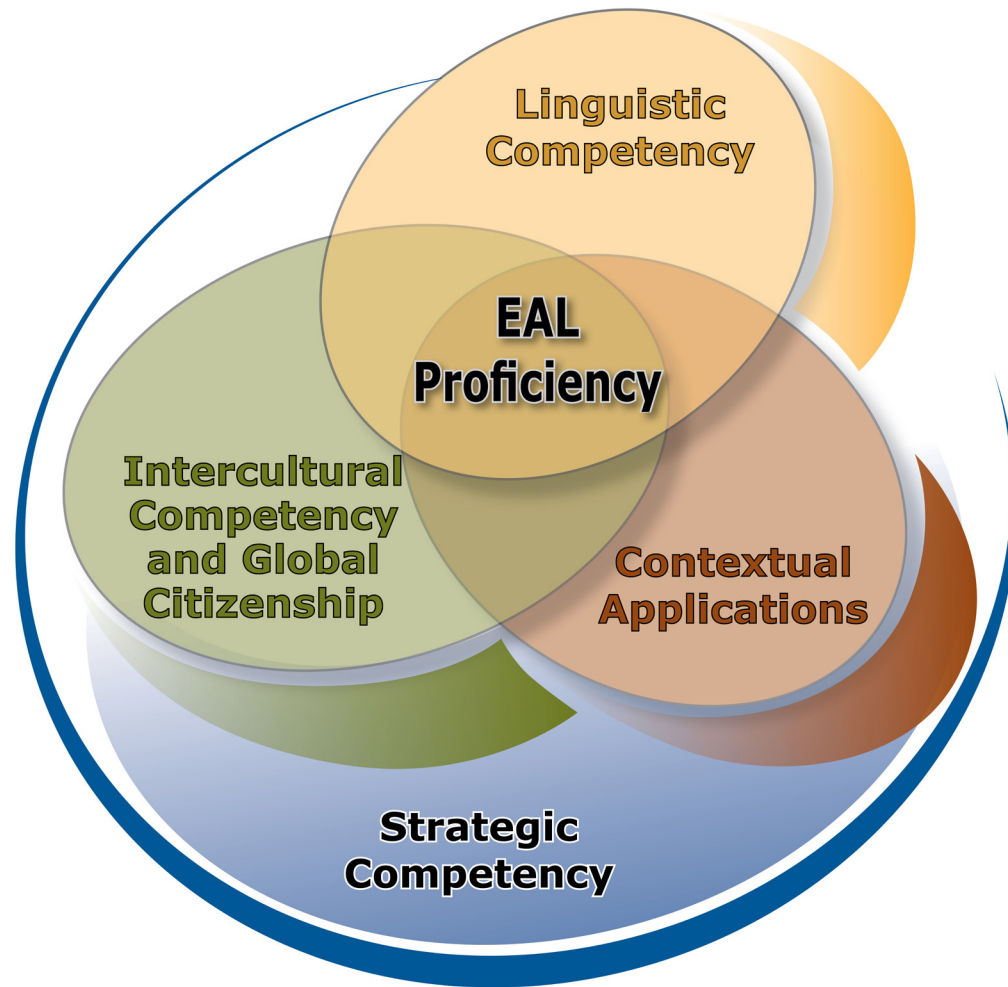 Linguistic
Competency
EAL
Proficiency
Intercultural
Competency
and Global
Citizenship
Contextual
Applications
Strategic
Competency